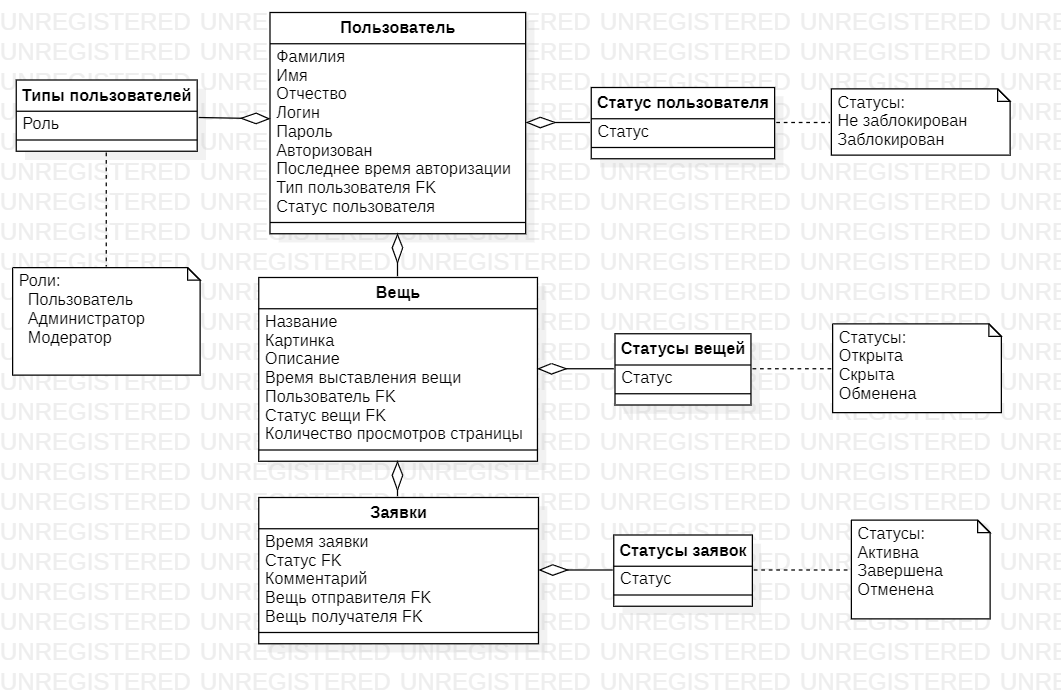 Пользователь
Фамилия
Имя
Отчество
Логин
Пароль
Авторизован
Последнее время авторизации
Тип пользователя FK
Статус пользователя
Типы пользователей
Роль
Статус пользователя
Статус
Статусы:
Не заблокирован
Заблокирован
Роли:
Пользователь
Администратор
Модератор
Вещь
Название
Картинка
Описание
Время выставления вещи
Пользователь FK
Статус вещи FK
Количество просмотров страницы
Статусы вещей
Статус
Статусы:
Открыта
Скрыта
Обменена
Заявки
Время заявки
Статус FK
Комментарий
Вещь отправителя FK
Вещь получателя FK
Статусы заявок
Статус
Статусы:
Активна
Завершена
Отменена
UNREGISTERED